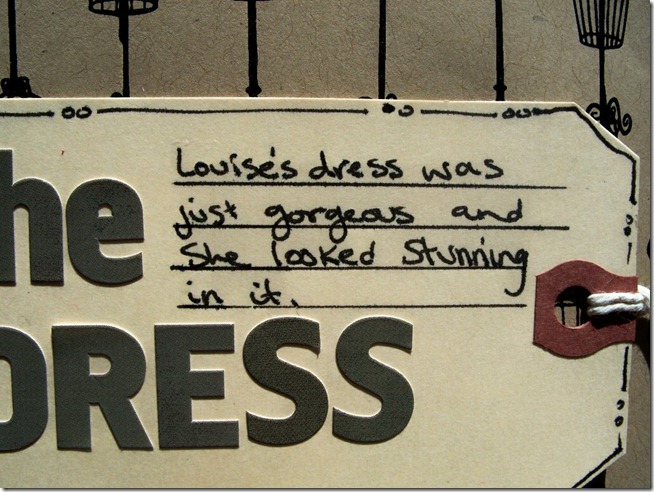 Louise's dress was
just gorgeous and
She looked Stunning
in it.
he
DRESS